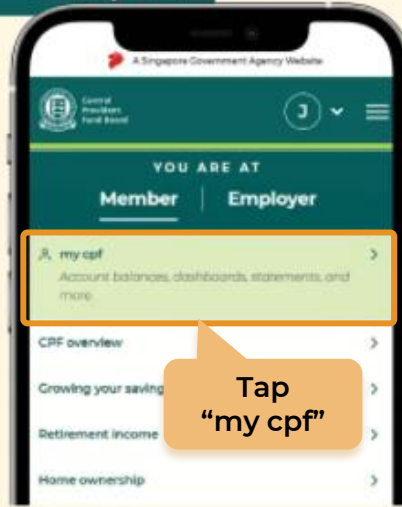 A Singapore Government Agency Website
Central
Provident
Fund Board
J
YOU ARE AT
Member
Employer
my cpf
Account balances, dashboards, statements, and
more
CPF overview
Growing your saving
Retirement income
Home ownership
Tap
“my cpf”